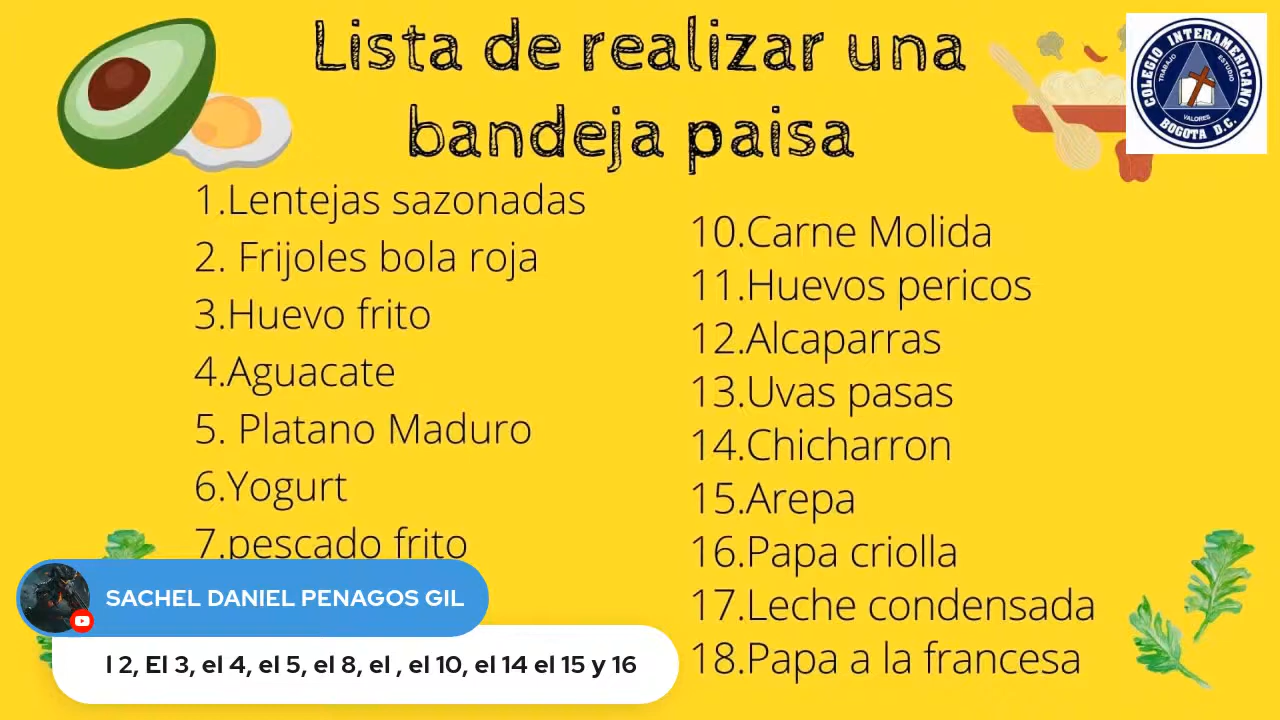 Lista de realizar una
bandeja paisa
1.Lentejas sazonadas
2. Frijoles bola roja
3.Huevo frito
4.Aguacate
5. Platano Maduro
6.Yogurt
7.pescado frito
10.Carne Molida
11.Huevos pericos
12.Alcaparras
13.Uvas pasas
14.Chicharron
15.Arepa
16.Papa criolla
17.Leche condensada
18.Papa a la francesa
SACHEL DANIEL PENAGOS GIL
l 2, El 3, el 4, el 5, el 8, el , el 10, el 14 el 15 y 16
COLEGIO INTERAMERICANO
BOGOTA D.C.
TRABAJO
ESTUDIO
VALORES